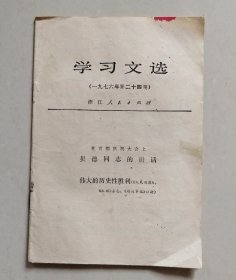 学习文选
(一九七六年第二十四号)
浙江人民出版社
在首都庆祝大会上
吴德同志的讲话
伟大的历史性胜利